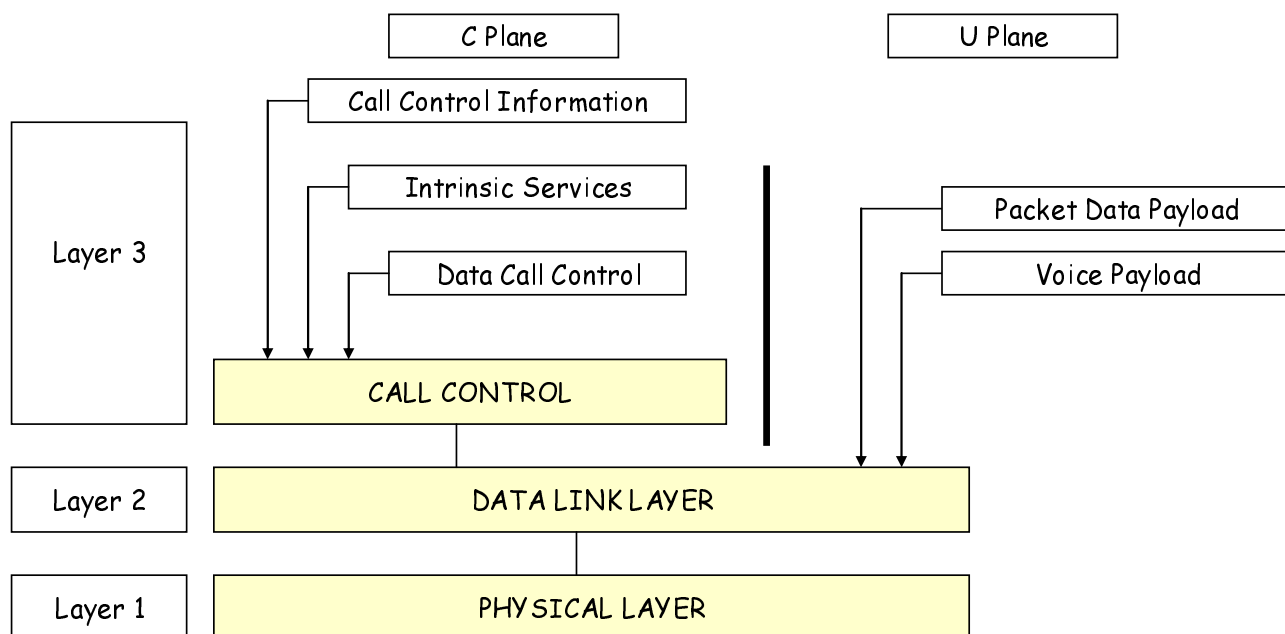 C Plane
U Plane
Call Control Information
Intrinsic Services
Packet Data Payload
Layer 3
Data Call Control
Voice Payload
CALL CONTROL
Layer 2
DATA LINK LAYER
Layer 1
PHYSICAL LAYER